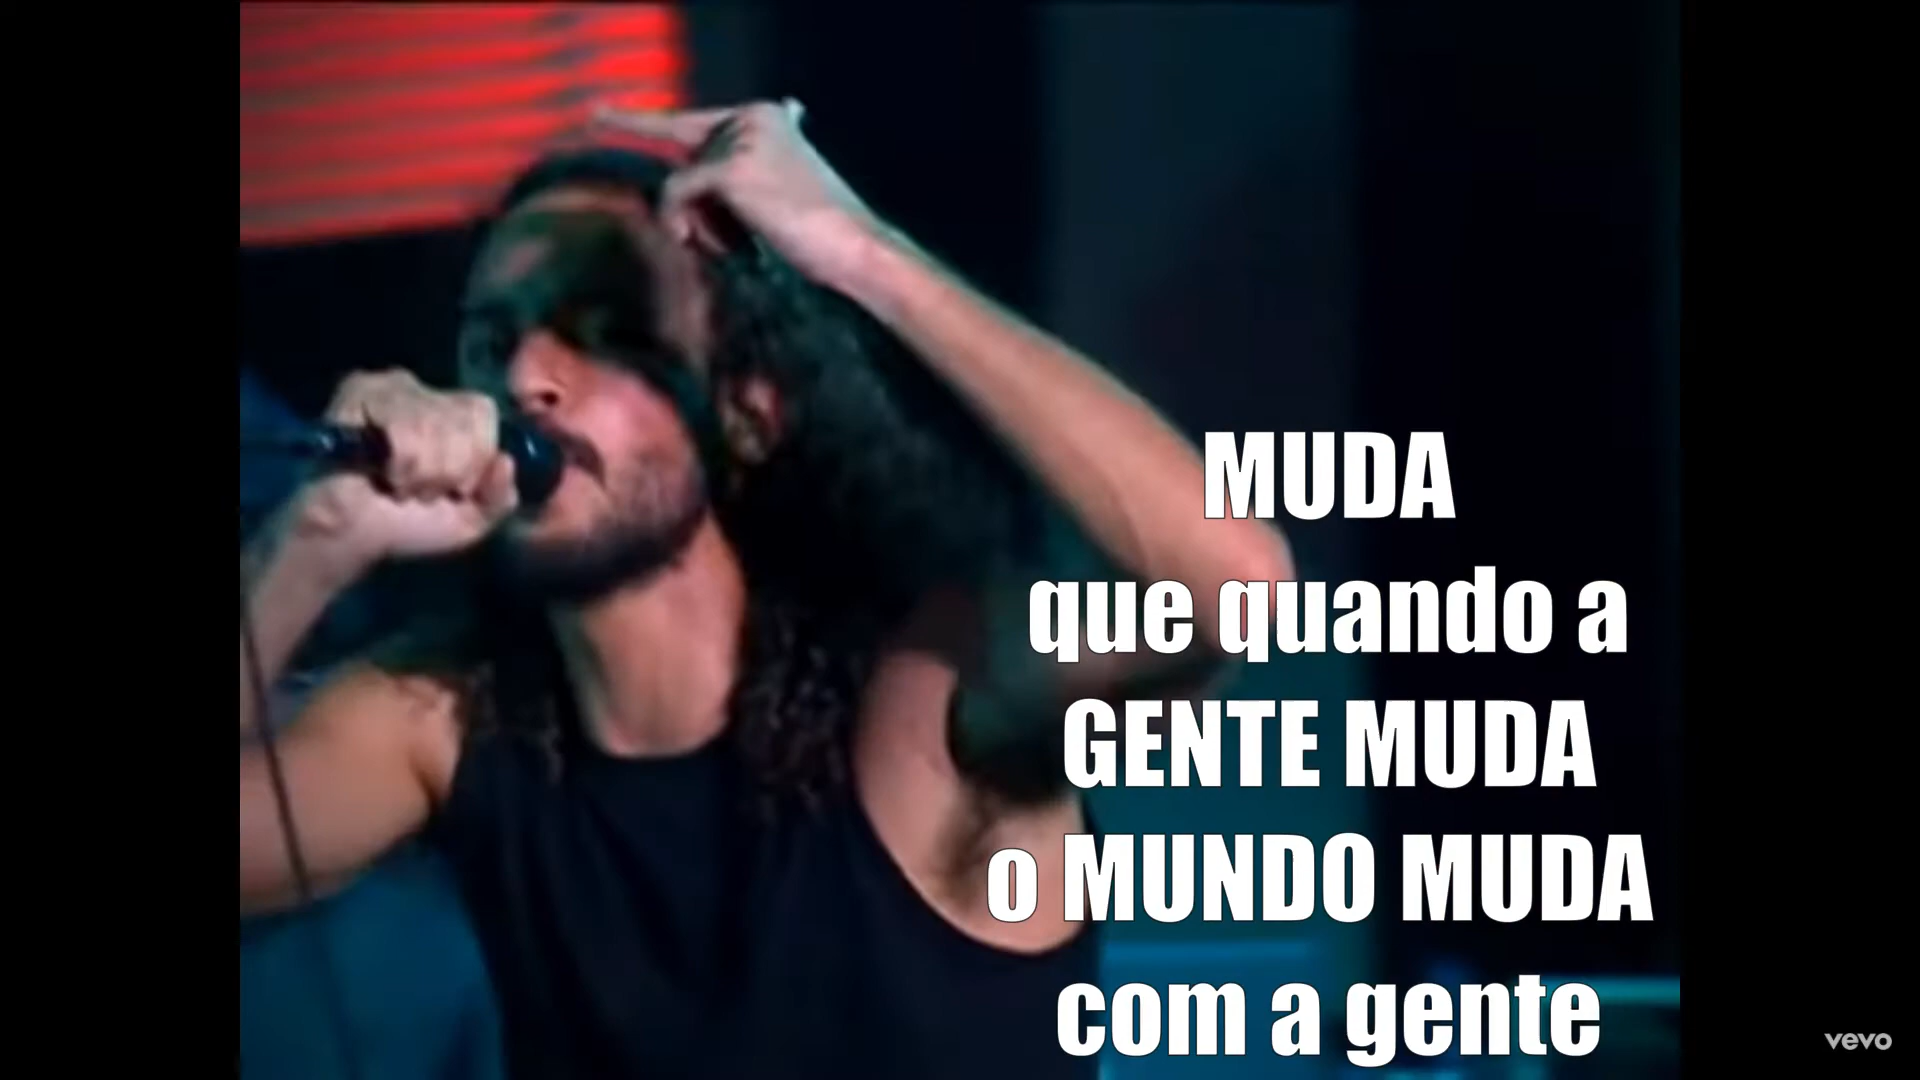 MUDA
que quando a
GENTE MUDA
o MUNDO MUDA
com a gente
vevo